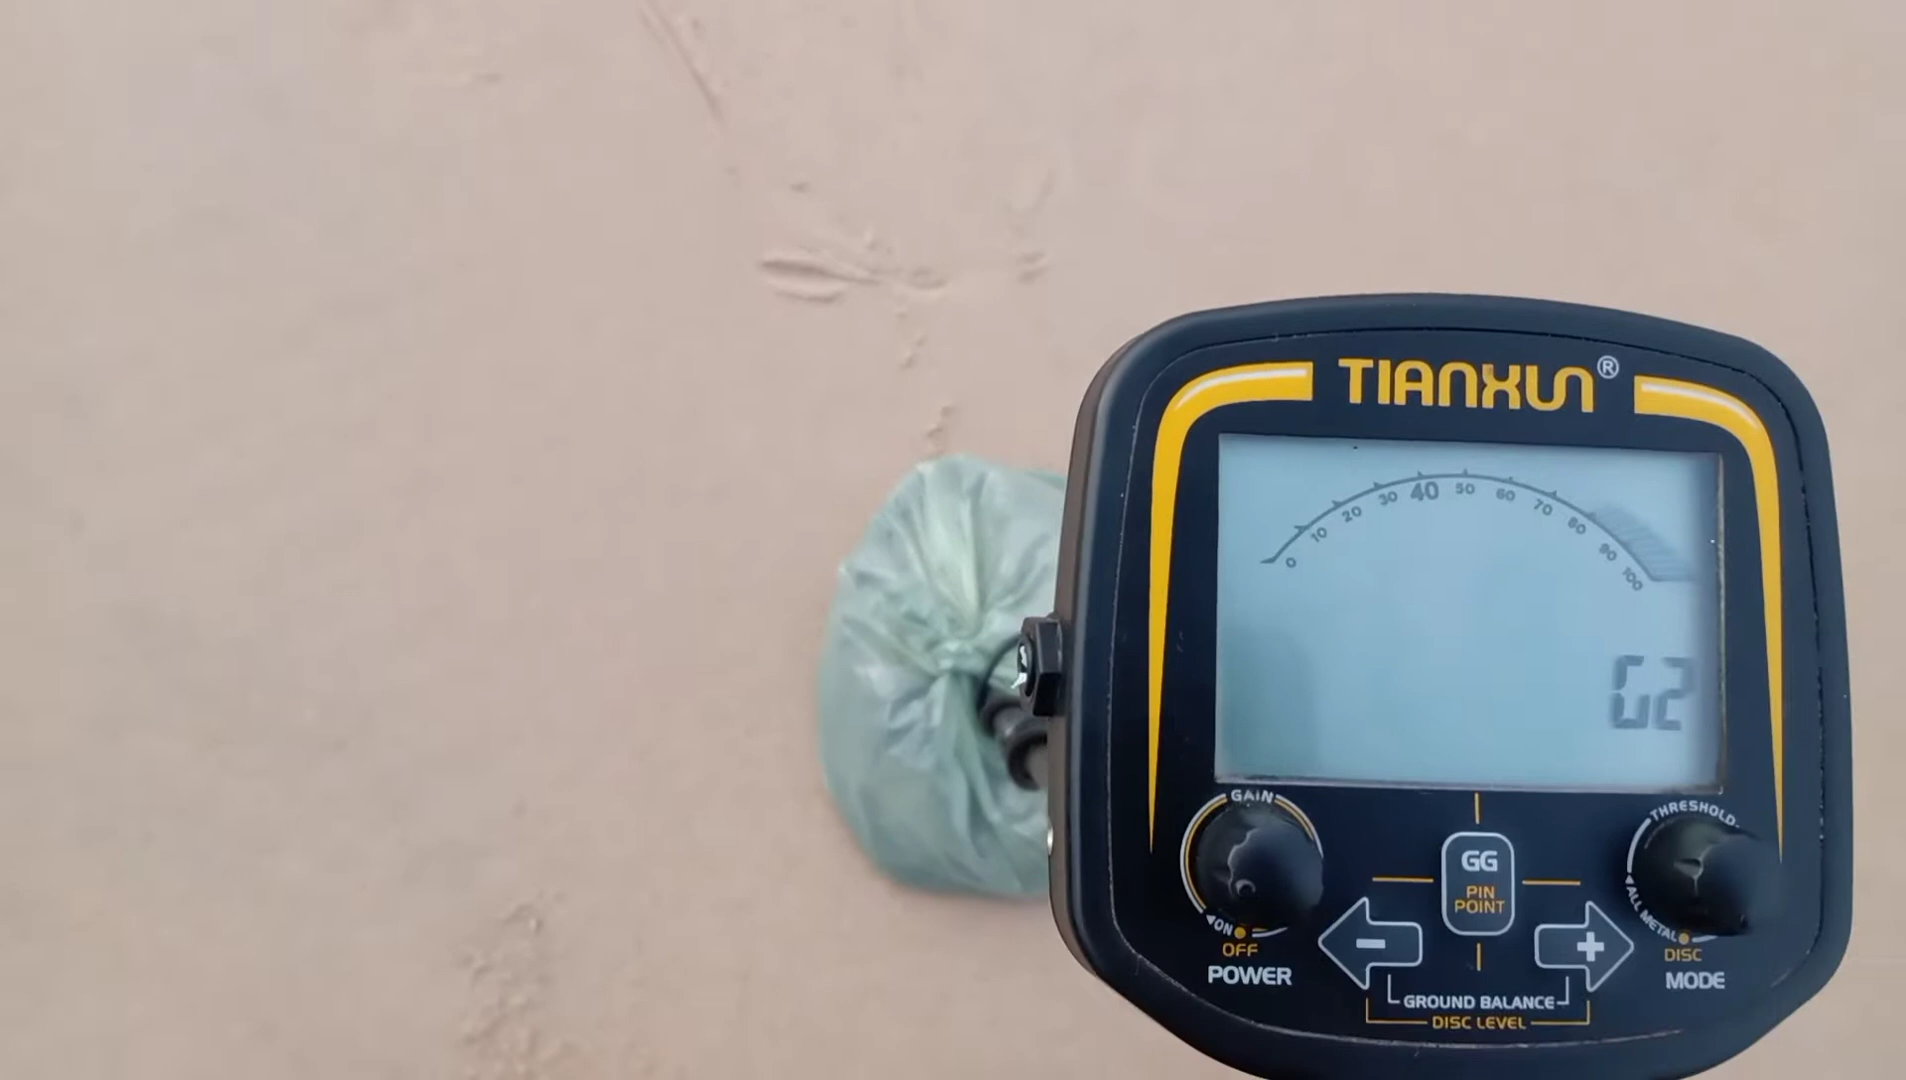 TIANXUN®
0 10 20 30 40 50 60 70 80 90 100
G2
GAIN
ON
OFF
POWER
GG
PIN
POINT
-
+
GROUND BALANCE
DISC LEVEL
THRESHOLD
ALL METAL
DISC
MODE